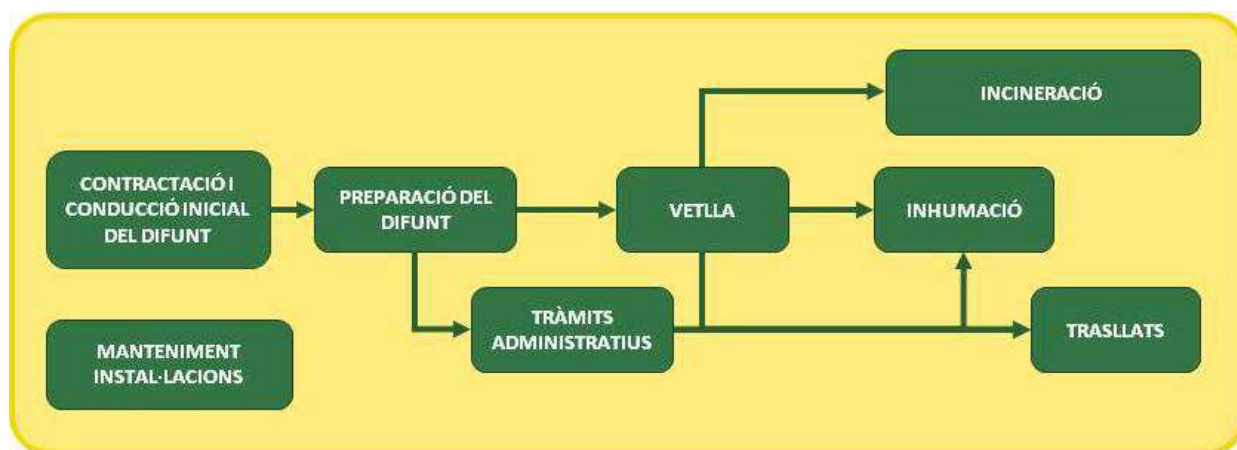 INCINERACIÓ
CONTRACTACIÓ I
CONDUCCIÓ INICIAL
DEL DIFUNT
PREPARACIÓ DEL
DIFUNT
VETLLA
INHUMACIÓ
TRÀMITS
ADMINISTRATIUS
TRASLLATS
MANTENIMENT
INSTAL·LACIONS